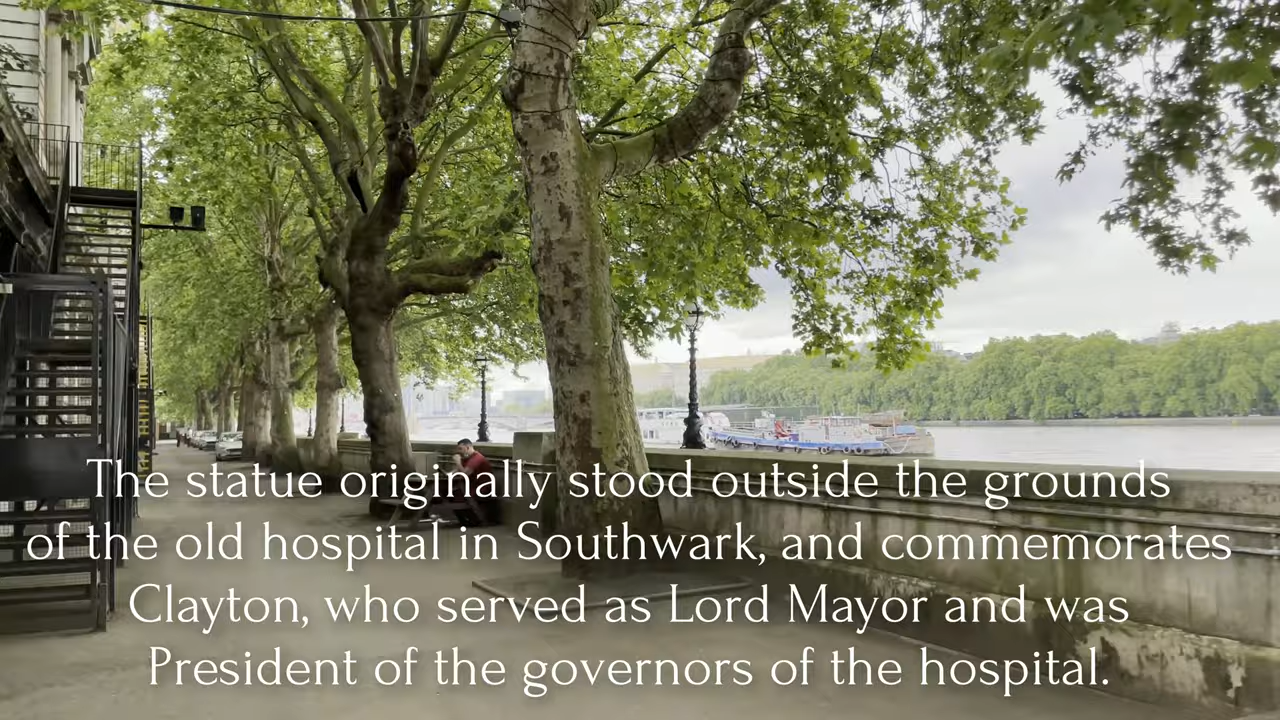 The statue originally stood outside the grounds
of the old hospital in Southwark, and commemorates
Clayton, who served as Lord Mayor and was
President of the governors of the hospital.